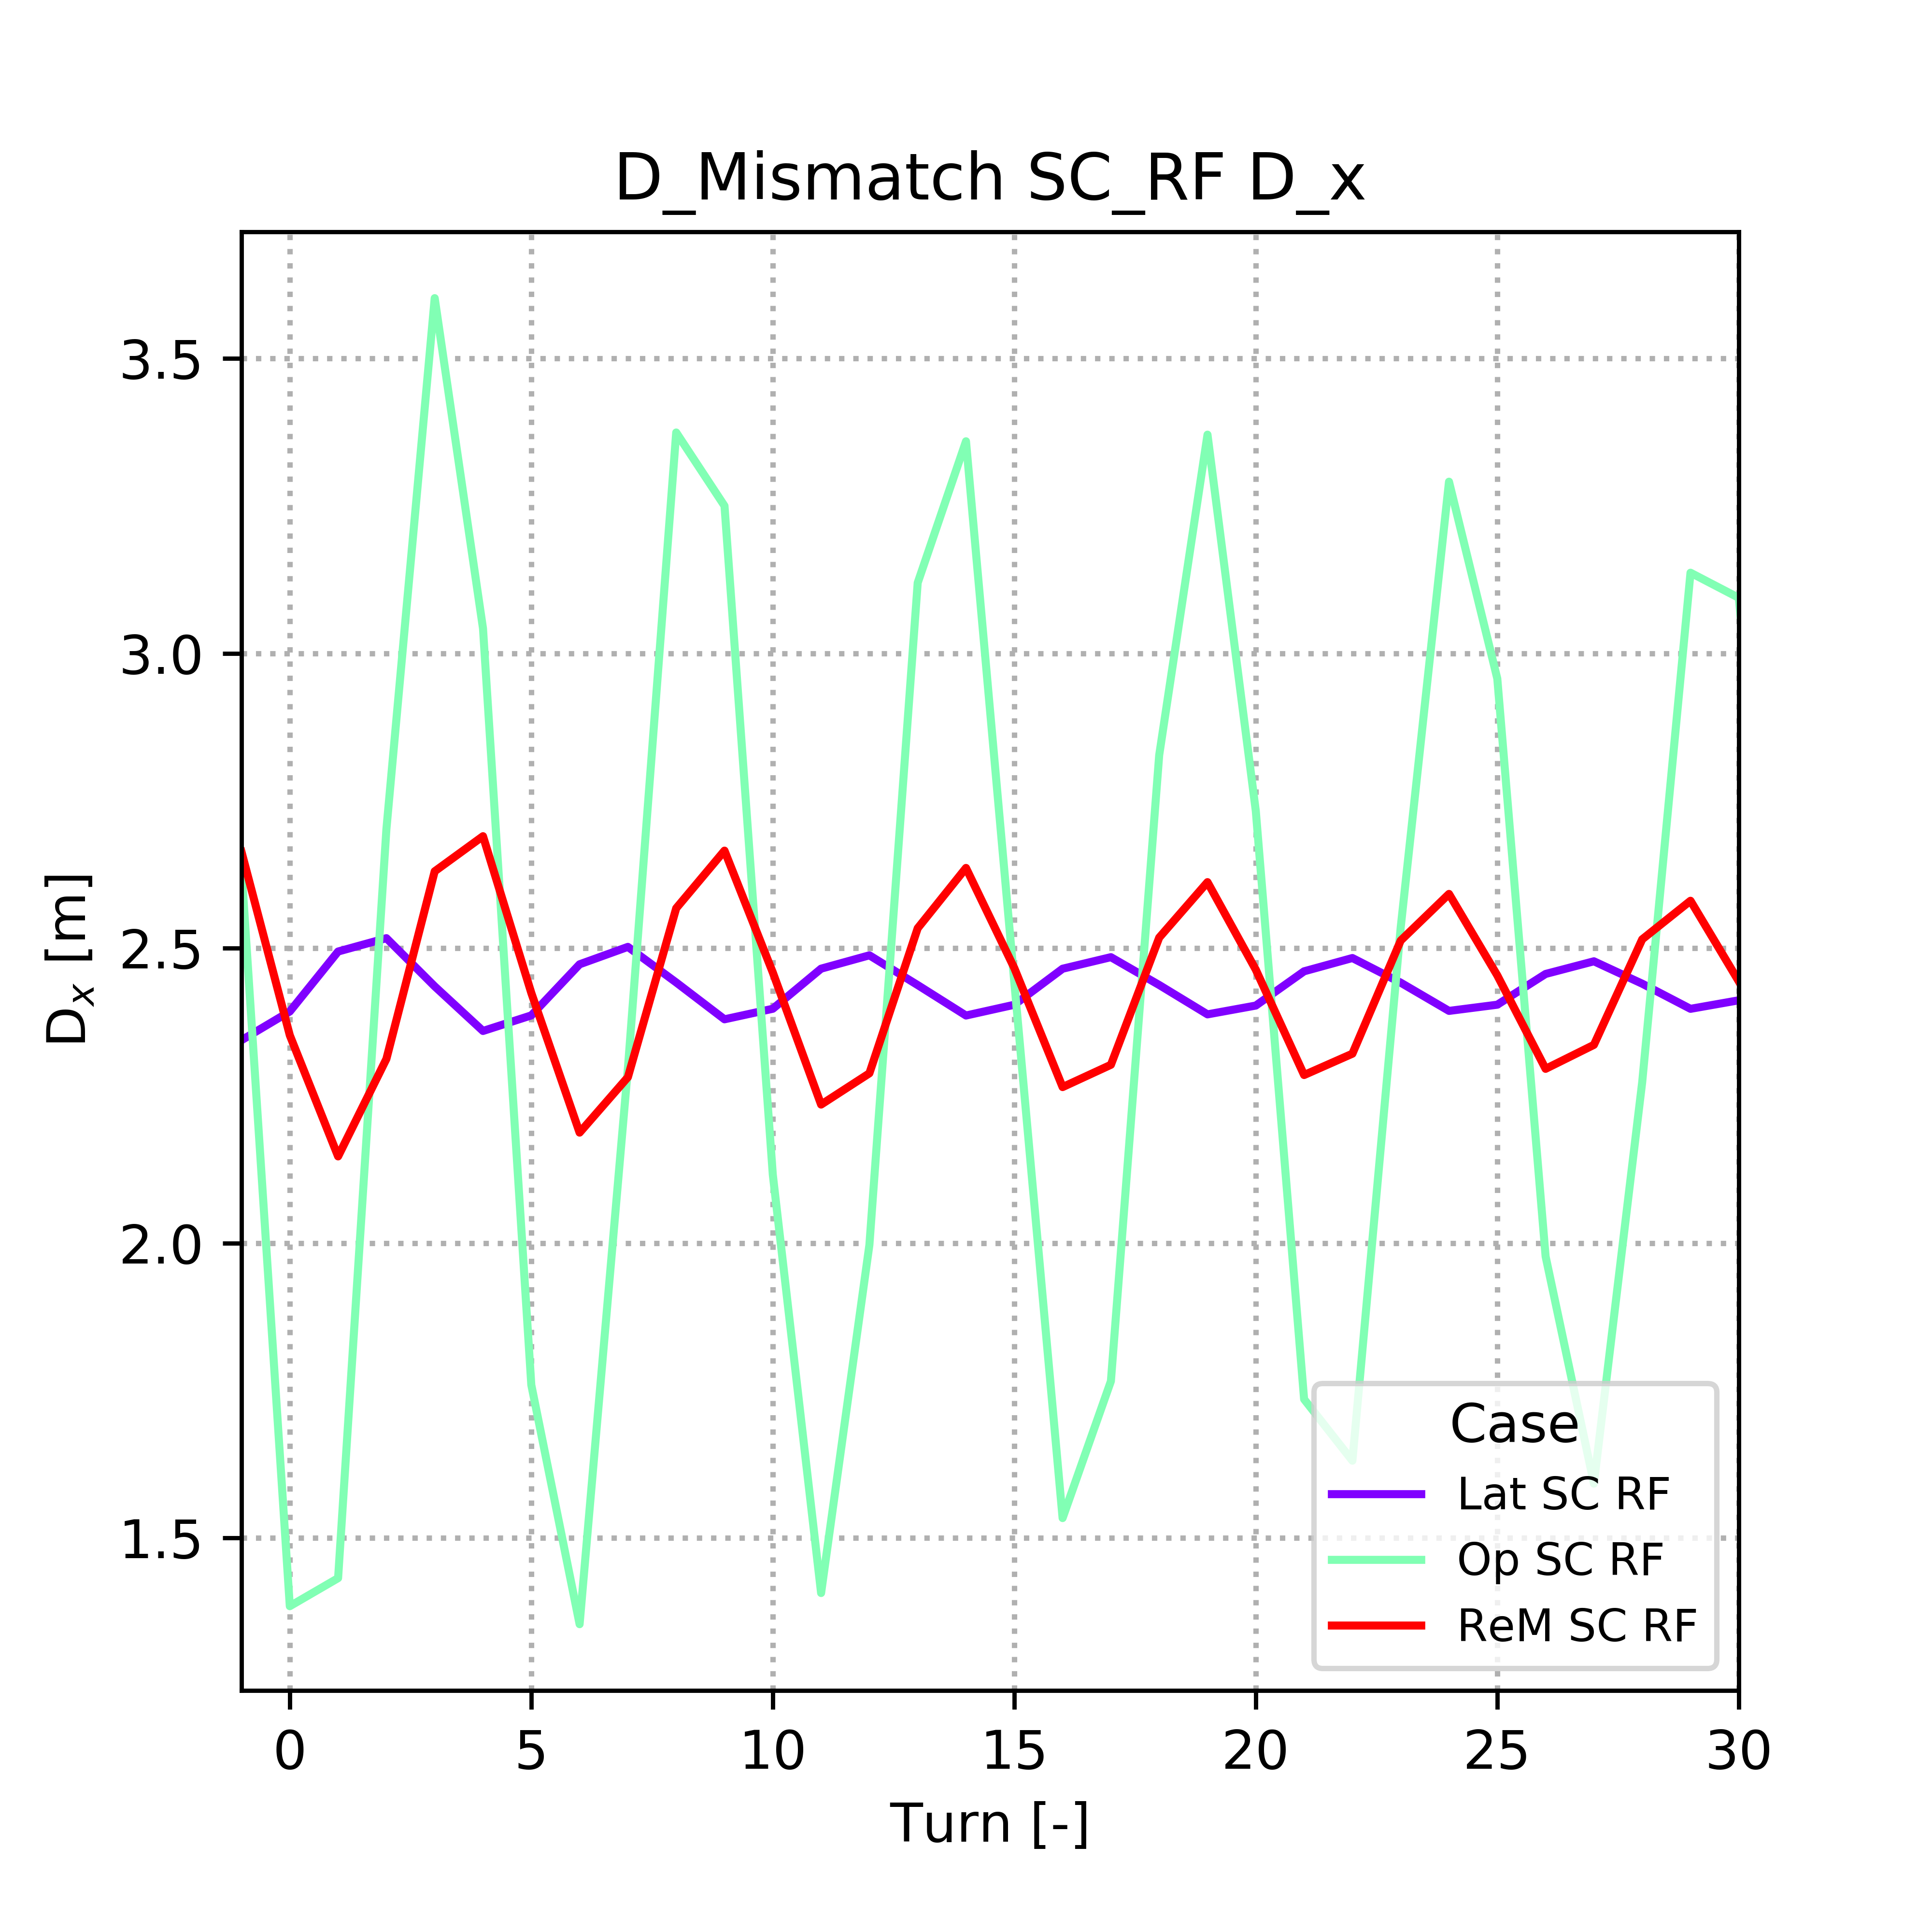 D_Mismatch SC_RF D_x
3.5
3.0
2.5
2.0
1.5
Dₓ [m]
0 5 10 15 20 25 30
Turn [-]
Case
Lat SC RF
Op SC RF
ReM SC RF